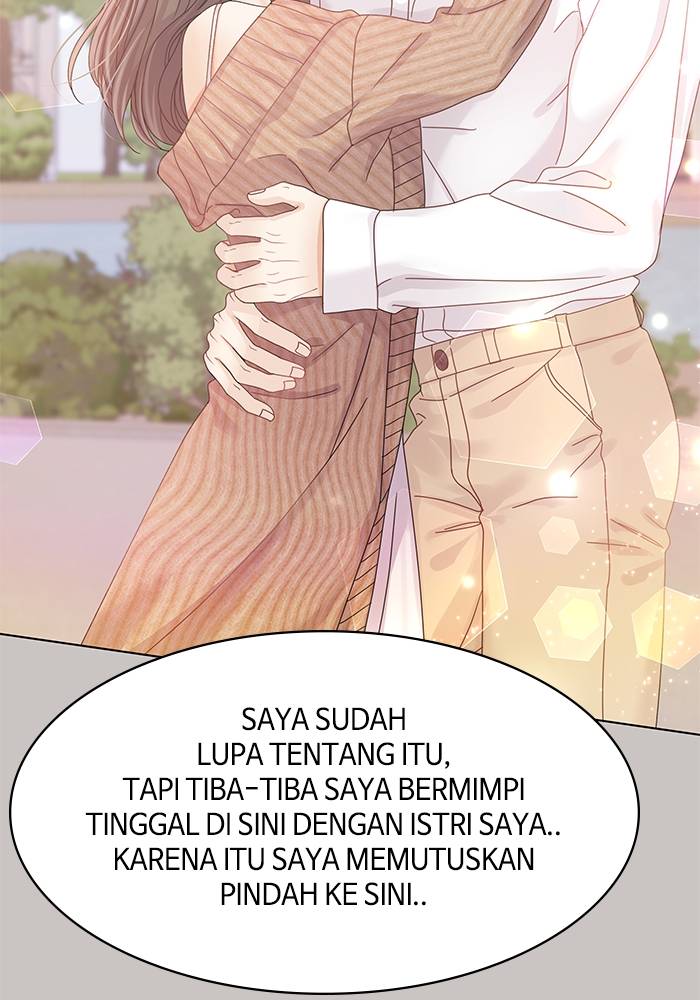 SAYA SUDAH
LUPA TENTANG ITU,
TAPI TIBA-TIBA SAYA BERMIMPI
TINGGAL DI SINI DENGAN ISTRI SAYA..
KARENA ITU SAYA MEMUTUSKAN
PINDAH KE SINI..